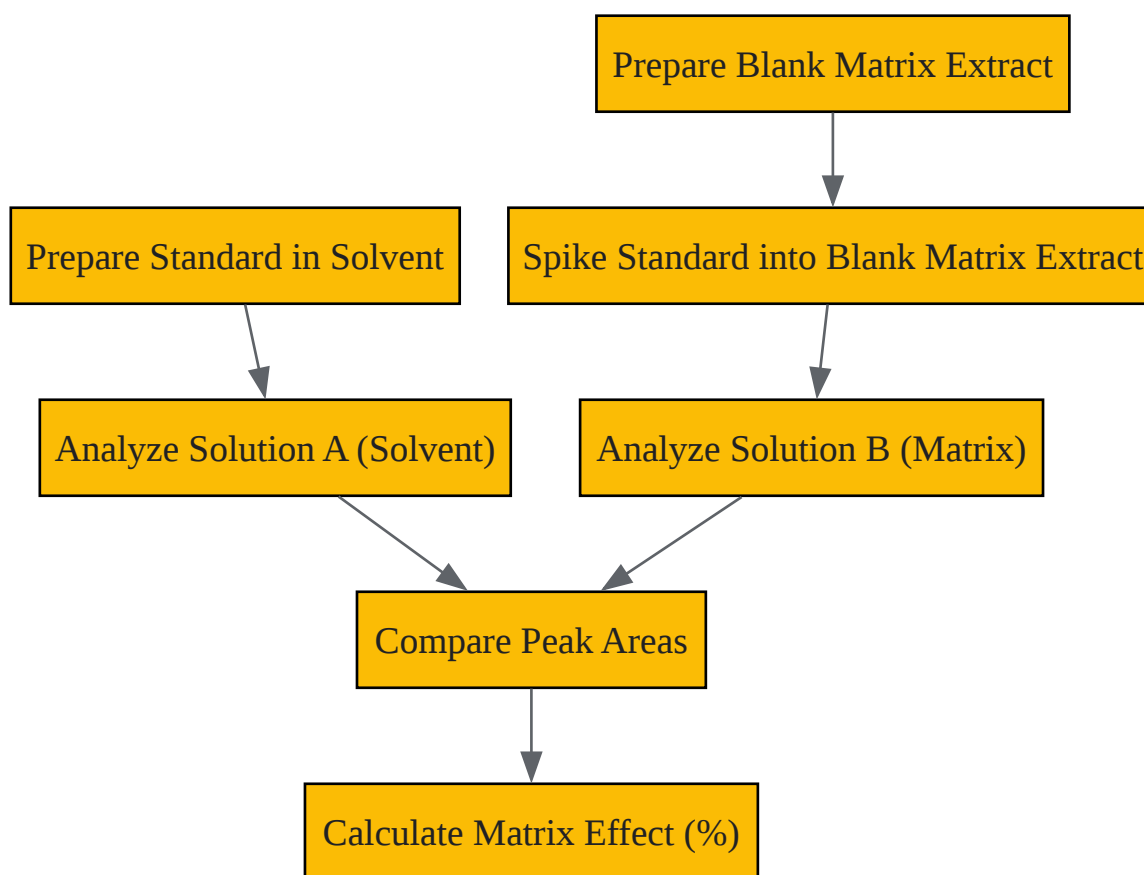 Prepare Blank Matrix Extract
Prepare Standard in Solvent
Spike Standard into Blank Matrix Extract
Analyze Solution A (Solvent)
Analyze Solution B (Matrix)
Compare Peak Areas
Calculate Matrix Effect (%)